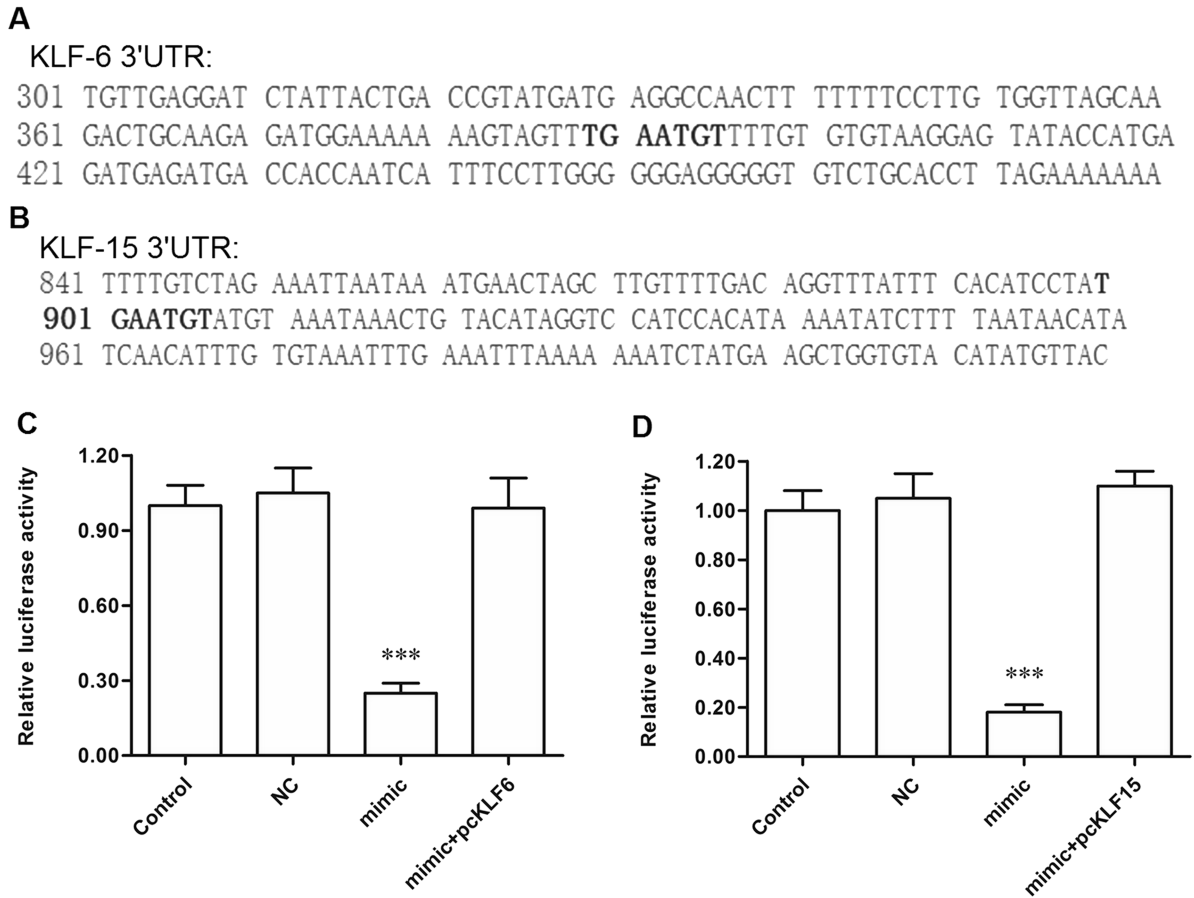 A
KLF-6 3'UTR:
301 TGTTGAGGAT CTATTACTGA CCGTATGATG AGGCCAACTT TTTTTCCTTG TGGTTAGCAA
361 GACTGCAAGA GATGGAAAAA AAGTAGTTTG AATGTTTTGT GTGTAAGGAG TATACCATGA
421 GATGAGATGA CCACCAATCA TTTCCTTGGG GGGAGGGGGT GTCTGCACCT TAGAAAAAAA
B
KLF-15 3'UTR:
841 TTTTGTCTAG AAATTAATAA ATGAACTAGC TTGTTTTGAC AGGTTTATTT CACATCCTAT
901 GAATGTATGT AAATAAACTG TACATAGGTC CATCCACATA AAATATCTTT TAATAACATA
961 TCAACATTTG TGTAAATTTG AAATTTAAAA AAATCTATGA AGCTGGTGTA CATATGTTAC
C
Relative luciferase activity
1.20
0.90
0.60
0.30
0.00
***
Control
NC
mimic
mimic+pcKLF6
D
Relative luciferase activity
1.20
1.00
0.80
0.60
0.40
0.20
0.00
***
Control
NC
mimic
mimic+pcKLF15